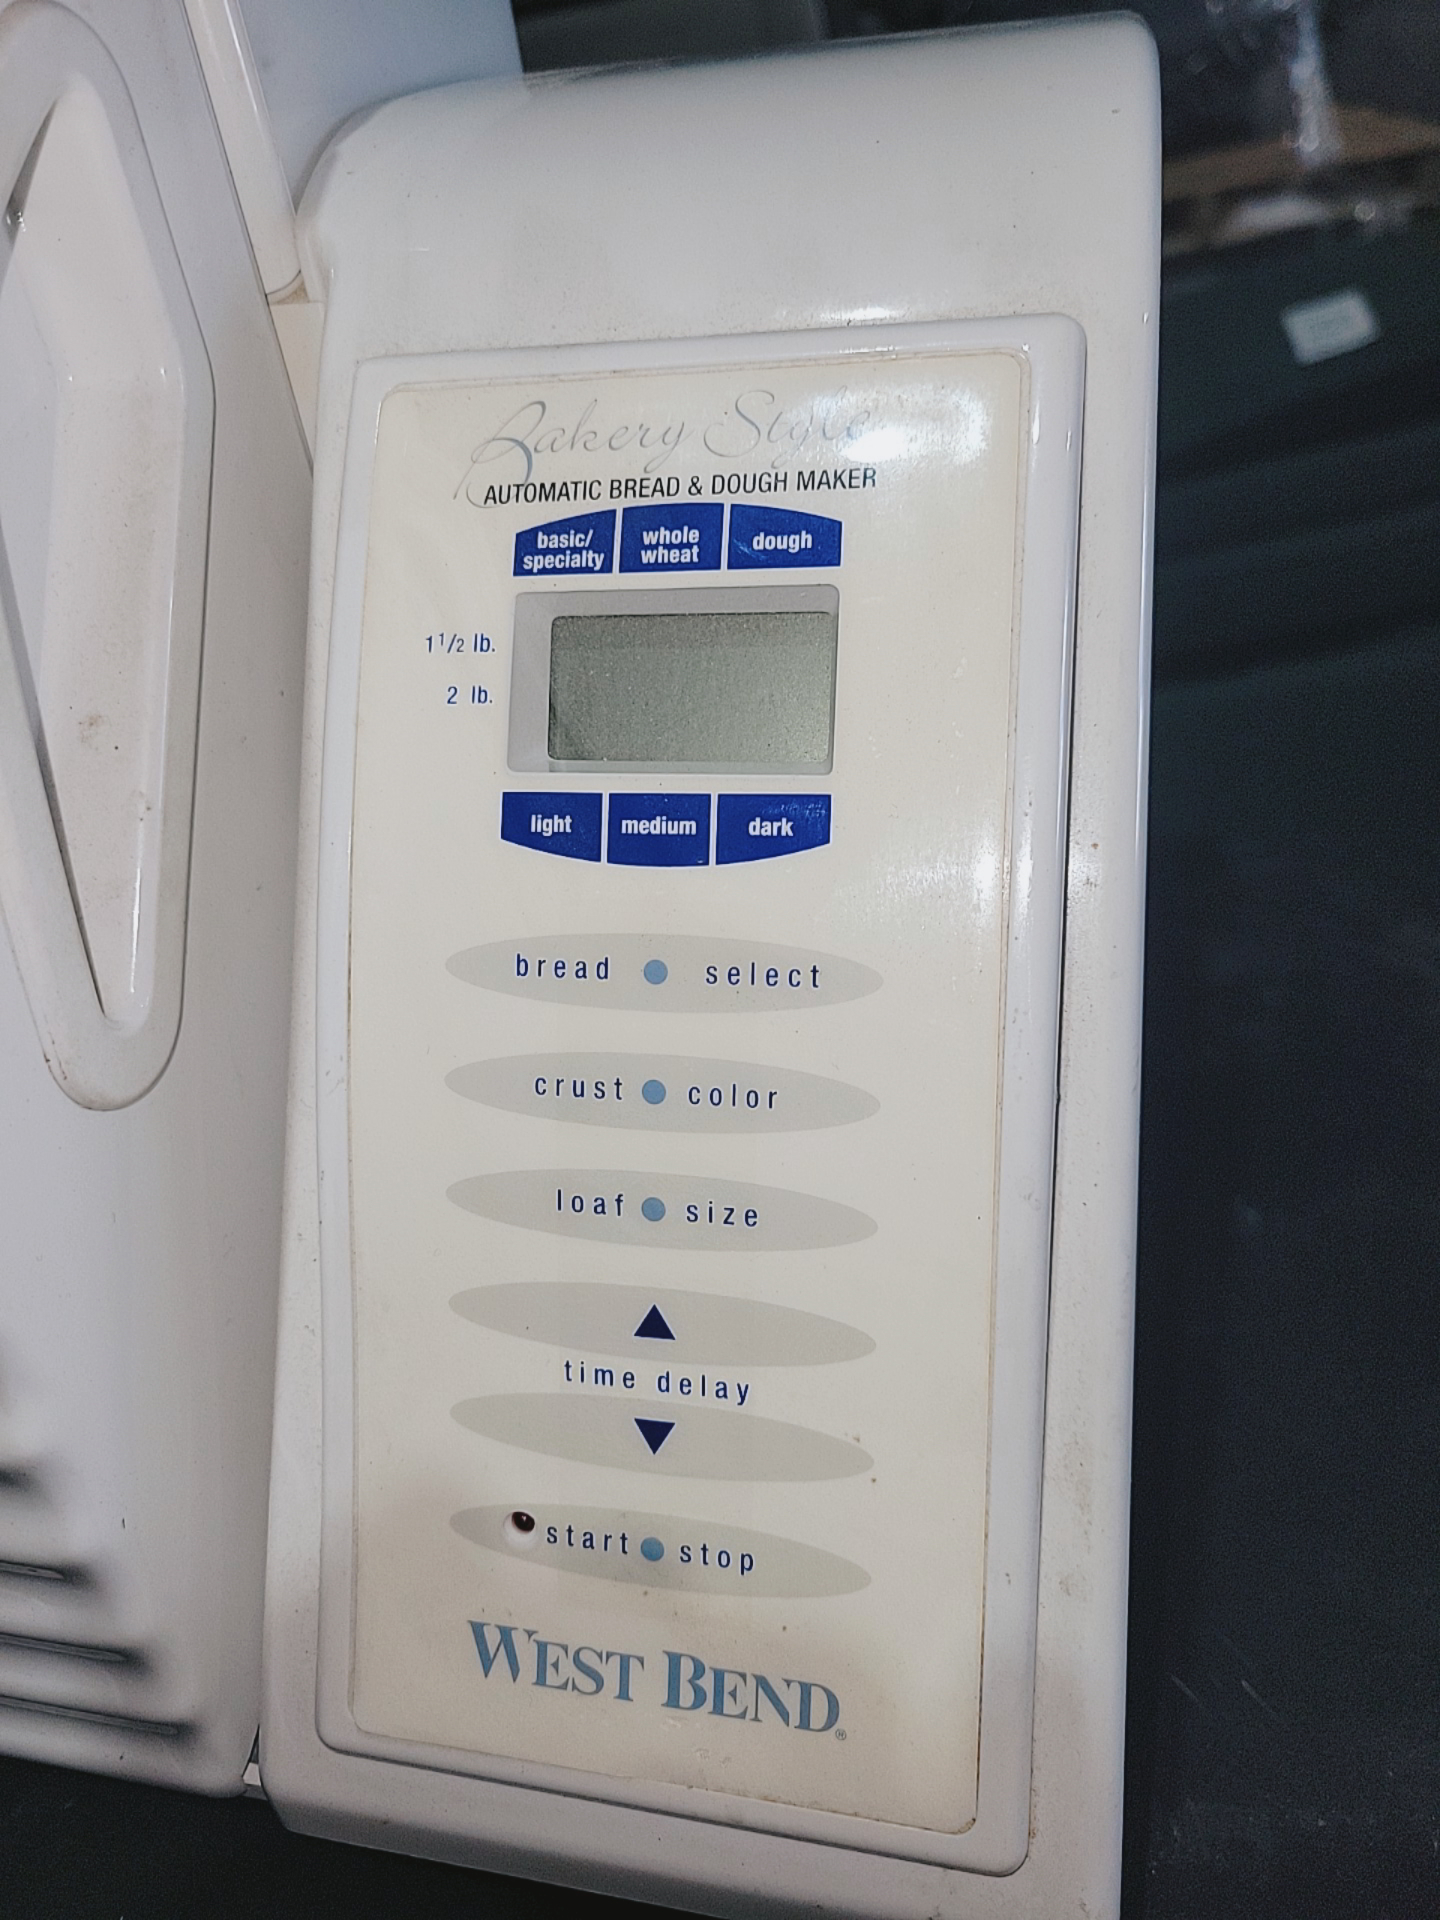 Bakery Style
AUTOMATIC BREAD & DOUGH MAKER
basic/
specialty
whole
wheat
dough
1 1/2 lb.
2 lb.
light
medium
dark
bread select
crust color
loaf size
time delay
start stop
WEST BEND®